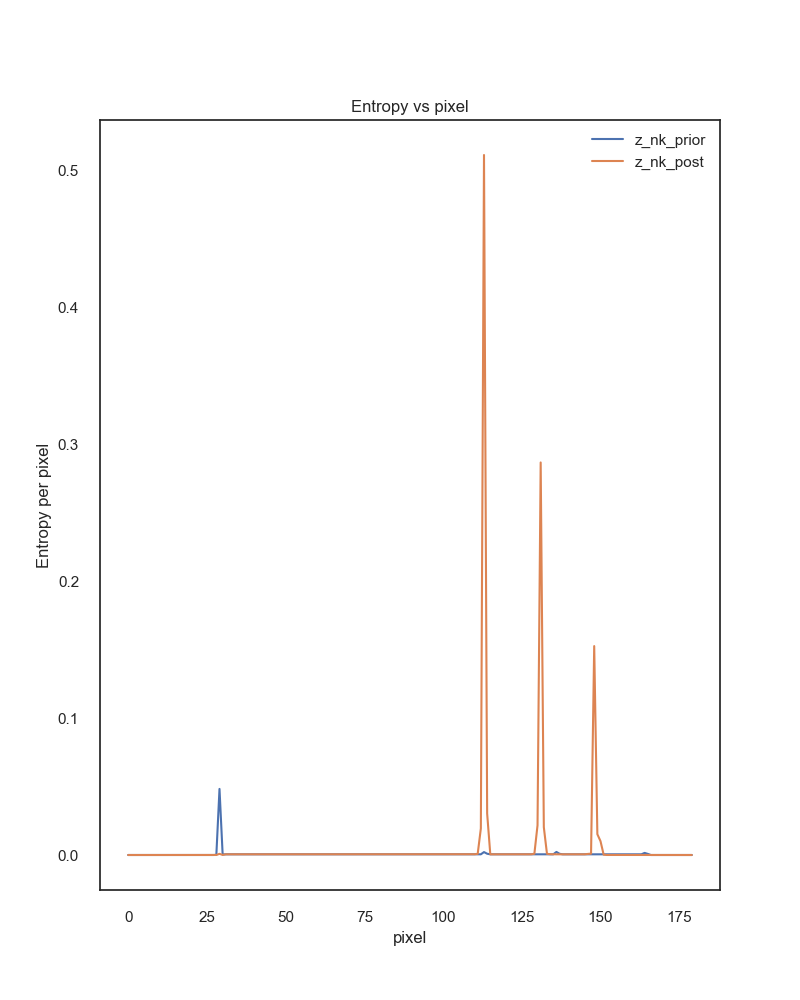 Entropy vs pixel
z_nk_prior
z_nk_post
0.5
0.4
0.3
0.2
0.1
0.0
Entropy per pixel
0 25 50 75 100 125 150 175
pixel